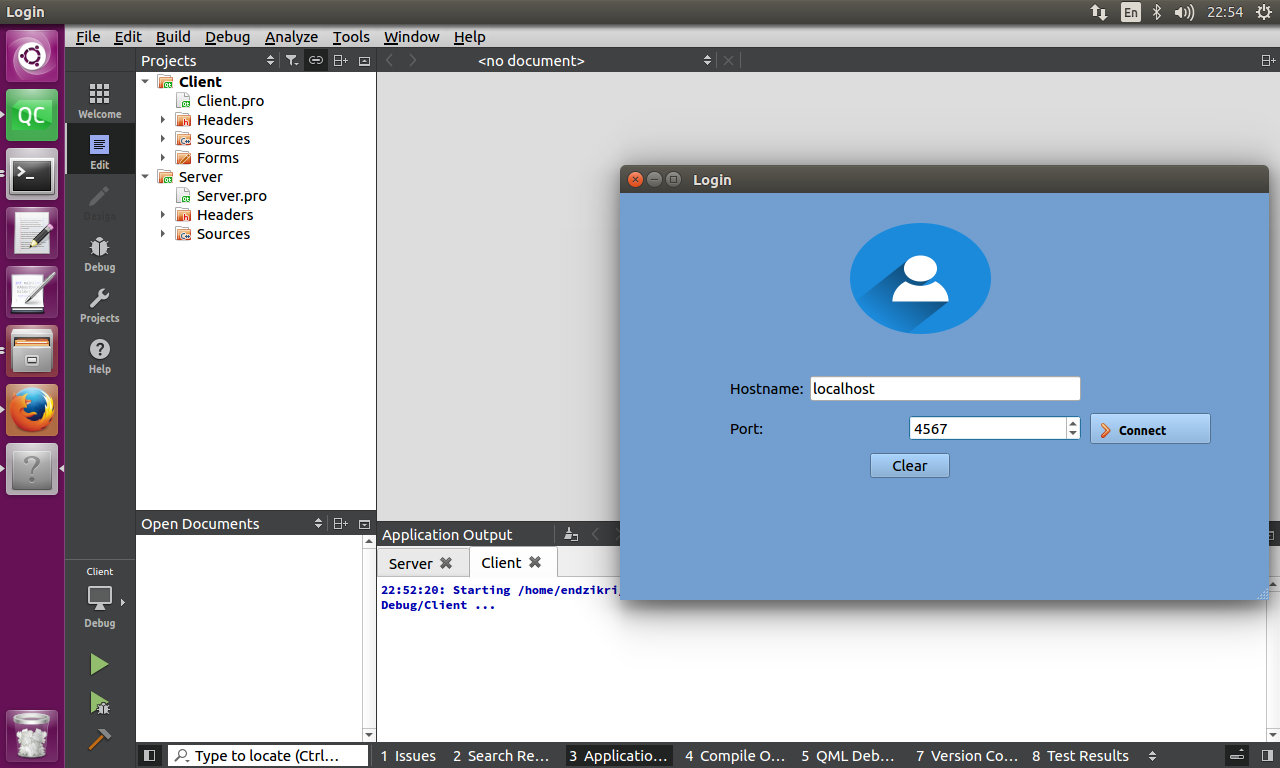 Login
En
22:54
File Edit Build Debug Analyze Tools Window Help
Projects
<no document>
QC
Welcome
Edit
Design
Debug
Projects
Help
Client
Client.pro
Headers
Sources
Forms
Server
Server.pro
Headers
Sources
Login
Hostname: localhost
Port: 4567
Connect
Clear
Open Documents
Application Output
Server
Client
22:52:20: Starting /home/endzikri
Debug/Client ...
Client
Debug
Type to locate (Ctrl...
1 Issues
2 Search Re...
3 Applicatio...
4 Compile O...
5 QML Deb...
7 Version Co...
8 Test Results